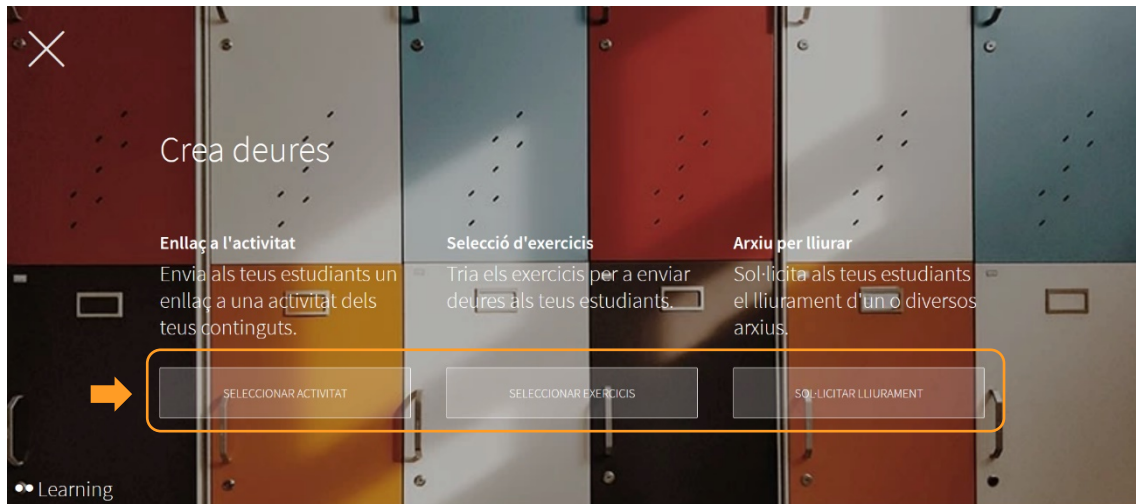 Crea deures
Enllaç a l'activitat
Envia als teus estudiants un
enllaç a una activitat dels
teus continguts.
SELECCIONAR ACTIVITAT
Selecció d'exercicis
Tria els exercicis per a enviar
deures als teus estudiants.
SELECCIONAR EXERCICIS
Arxiu per lliurar
Sol·licita als teus estudiants
el lliurament d'un o diversos
arxius.
SOL·LICITAR LLIURAMENT
Learning